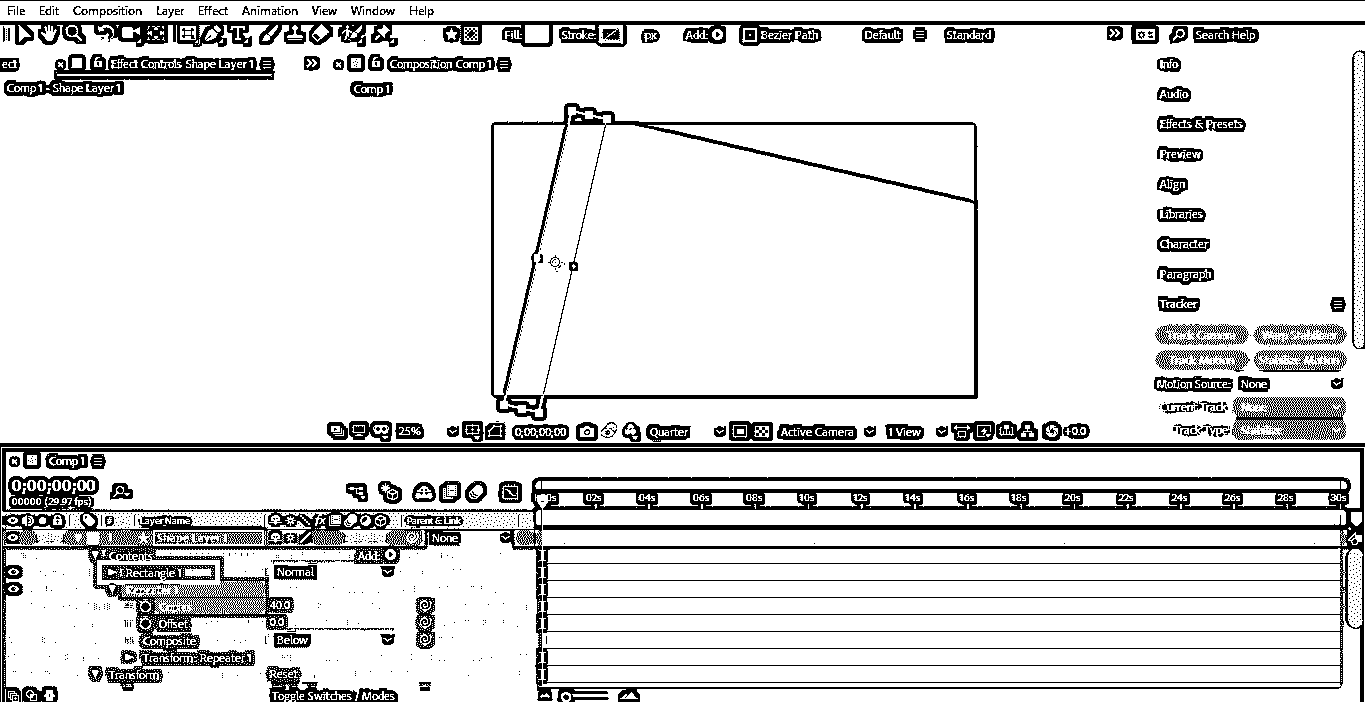 File Edit Composition Layer Effect Animation View Window Help
Fill: Stroke: px Add: Bezier Path Default Standard Search Help
ect Effect Controls Shape Layer 1 Composition Comp 1 Info
Comp 1 - Shape Layer 1 Comp 1
Audio
Effects & Presets
Preview
Align
Libraries
Character
Paragraph
Tracker
Motion Source: None
Current Track
Track Type
25% 0;00;00;00 Quarter Active Camera 1 View +0.0
Comp 1
0;00;00;00
00000 (29.97 fps)
0s 02s 04s 06s 08s 10s 12s 14s 16s 18s 20s 22s 24s 26s 28s 30s
# Layer Name fx Parent & Link
Shape Layer 1 None
Contents Add:
Rectangle 1 Normal
40.0
Offset 0.0
Composite Below
Transform: Repeater 1
Transform Reset
Toggle Switches / Modes